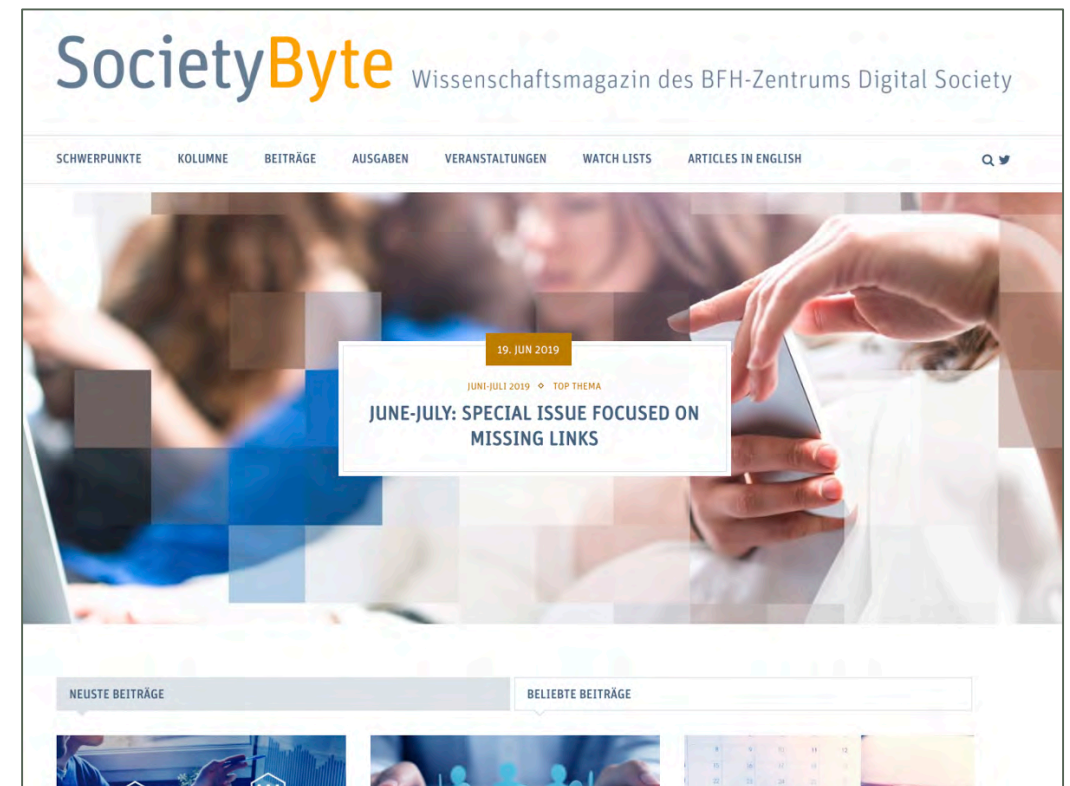 SocietyByte Wissenschaftsmagazin des BFH-Zentrums Digital Society
SCHWERPUNKTE KOLUMNE BEITRÄGE AUSGABEN VERANSTALTUNGEN WATCH LISTS ARTICLES IN ENGLISH
19. JUN 2019
JUNI-JULI 2019 ⋄ TOP THEMA
JUNE-JULY: SPECIAL ISSUE FOCUSED ON
MISSING LINKS
NEUSTE BEITRÄGE BELIEBTE BEITRÄGE